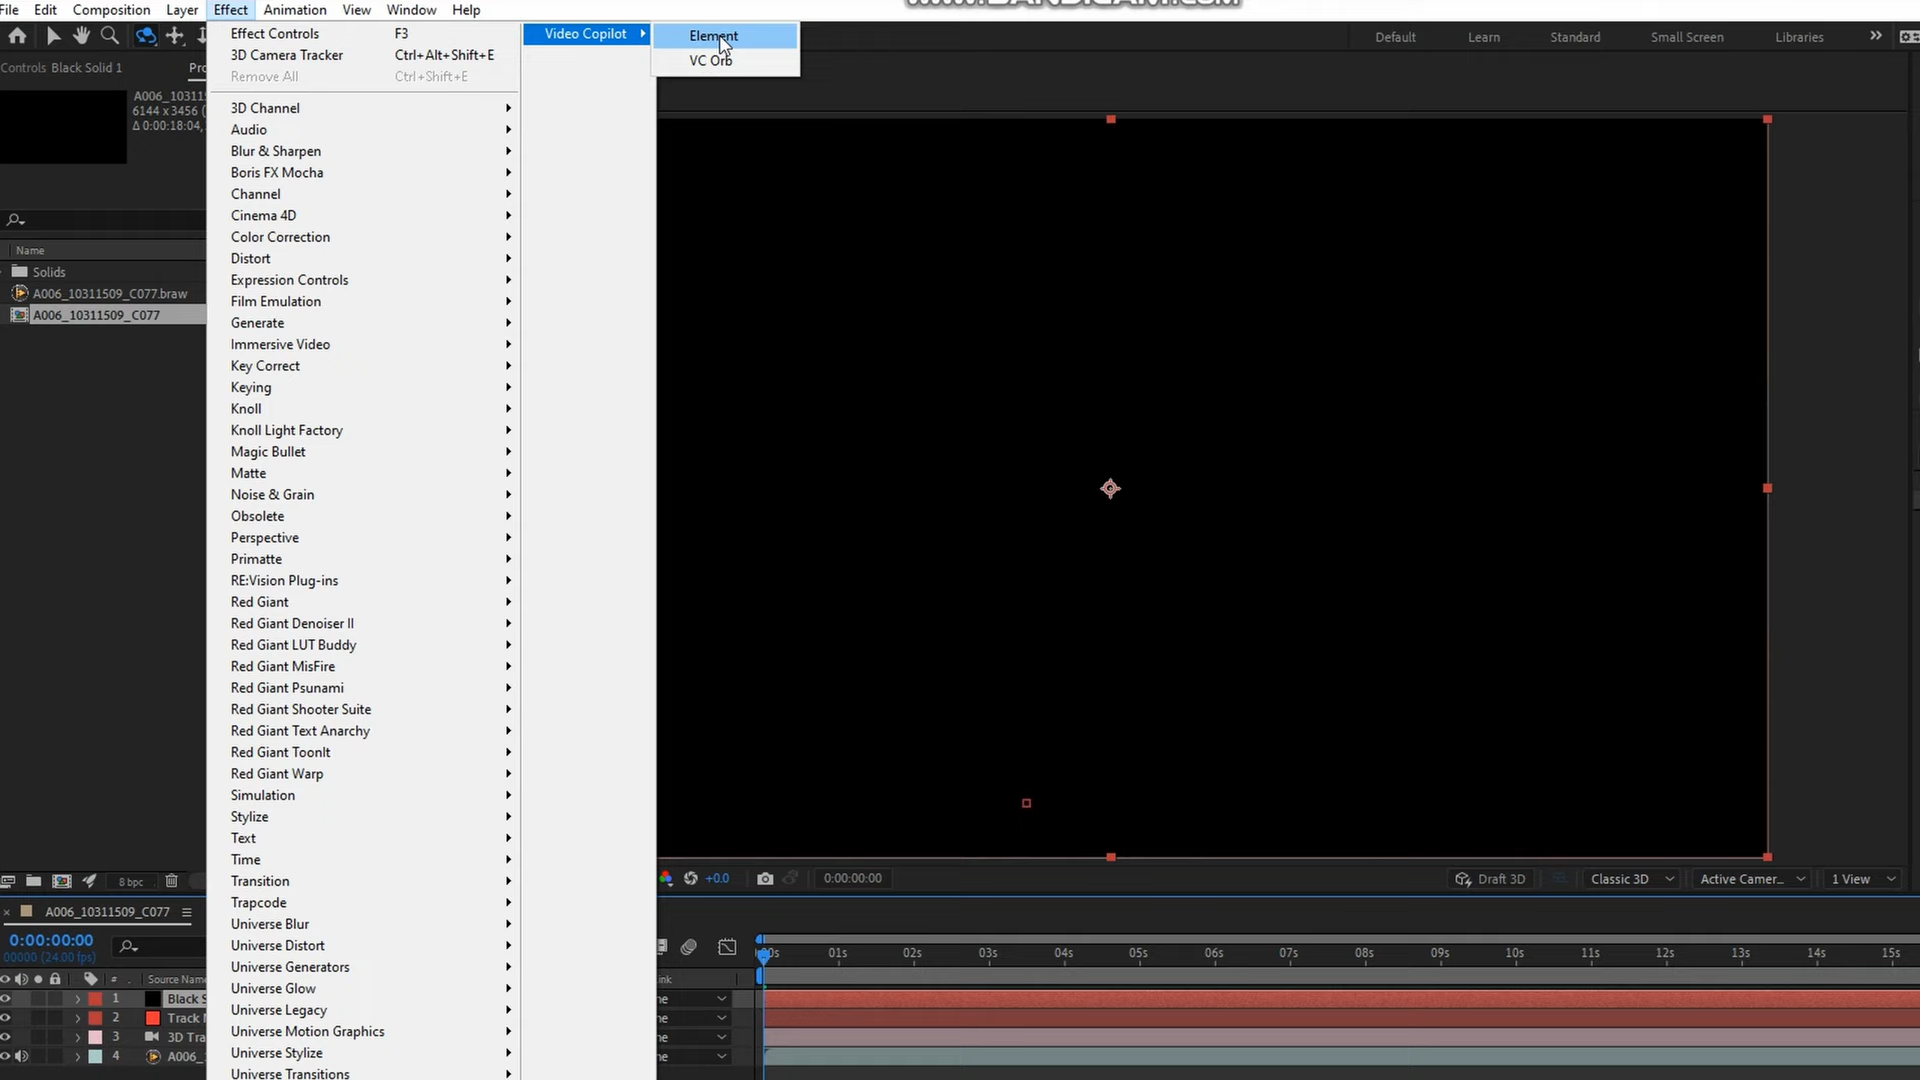 File Edit Composition Layer Effect Animation View Window Help
WWW.BANDICAM.COM
Default Learn Standard Small Screen Libraries
Controls Black Solid 1
A006_1031
6144 x 3456 (
Δ 0:00:18:04,
Name
Solids
A006_10311509_C077.braw
A006_10311509_C077
Effect Controls F3
3D Camera Tracker Ctrl+Alt+Shift+E
Remove All Ctrl+Shift+E
3D Channel
Audio
Blur & Sharpen
Boris FX Mocha
Channel
Cinema 4D
Color Correction
Distort
Expression Controls
Film Emulation
Generate
Immersive Video
Key Correct
Keying
Knoll
Knoll Light Factory
Magic Bullet
Matte
Noise & Grain
Obsolete
Perspective
Primatte
RE:Vision Plug-ins
Red Giant
Red Giant Denoiser II
Red Giant LUT Buddy
Red Giant MisFire
Red Giant Psunami
Red Giant Shooter Suite
Red Giant Text Anarchy
Red Giant ToonIt
Red Giant Warp
Simulation
Stylize
Text
Time
Transition
Trapcode
Universe Blur
Universe Distort
Universe Generators
Universe Glow
Universe Legacy
Universe Motion Graphics
Universe Stylize
Universe Transitions
Video Copilot
Element
VC Orb
8 bpc
+0.0 0:00:00:00 Draft 3D Classic 3D Active Camer... 1 View
A006_10311509_C077
0:00:00:00
00000 (24.00 fps)
00s 01s 02s 03s 04s 05s 06s 07s 08s 09s 10s 11s 12s 13s 14s 15s
# Source Name
1 Black S
2 Track
3 3D Tra
4 A006_